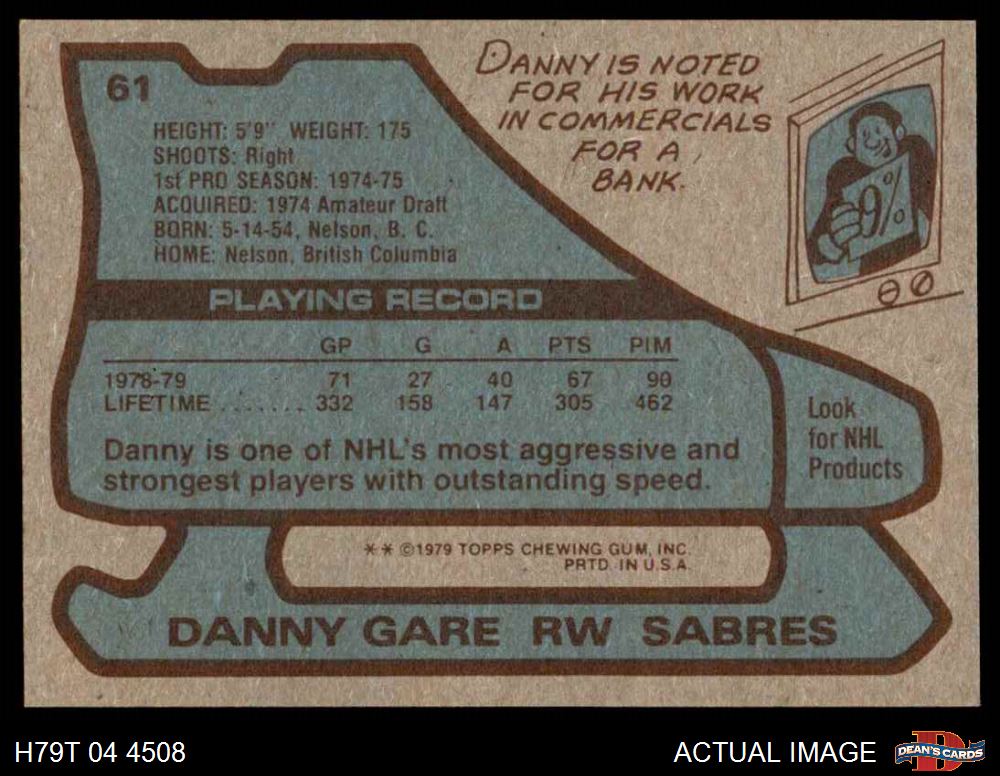 61
HEIGHT: 5'9" WEIGHT: 175
SHOOTS: Right
1st PRO SEASON: 1974-75
ACQUIRED: 1974 Amateur Draft
BORN: 5-14-54, Nelson, B. C.
HOME: Nelson, British Columbia
DANNY IS NOTED
FOR HIS WORK
IN COMMERCIALS
FOR A
BANK.
9%
PLAYING RECORD
GP G A PTS PIM
1978-79 71 27 40 67 90
LIFETIME ....... 332 158 147 305 462
Danny is one of NHL's most aggressive and
strongest players with outstanding speed.
Look
for NHL
Products
** ©1979 TOPPS CHEWING GUM, INC.
PRTD. IN U.S.A.
DANNY GARE RW SABRES
H79T 04 4508
ACTUAL IMAGE
D
DEAN'S CARDS